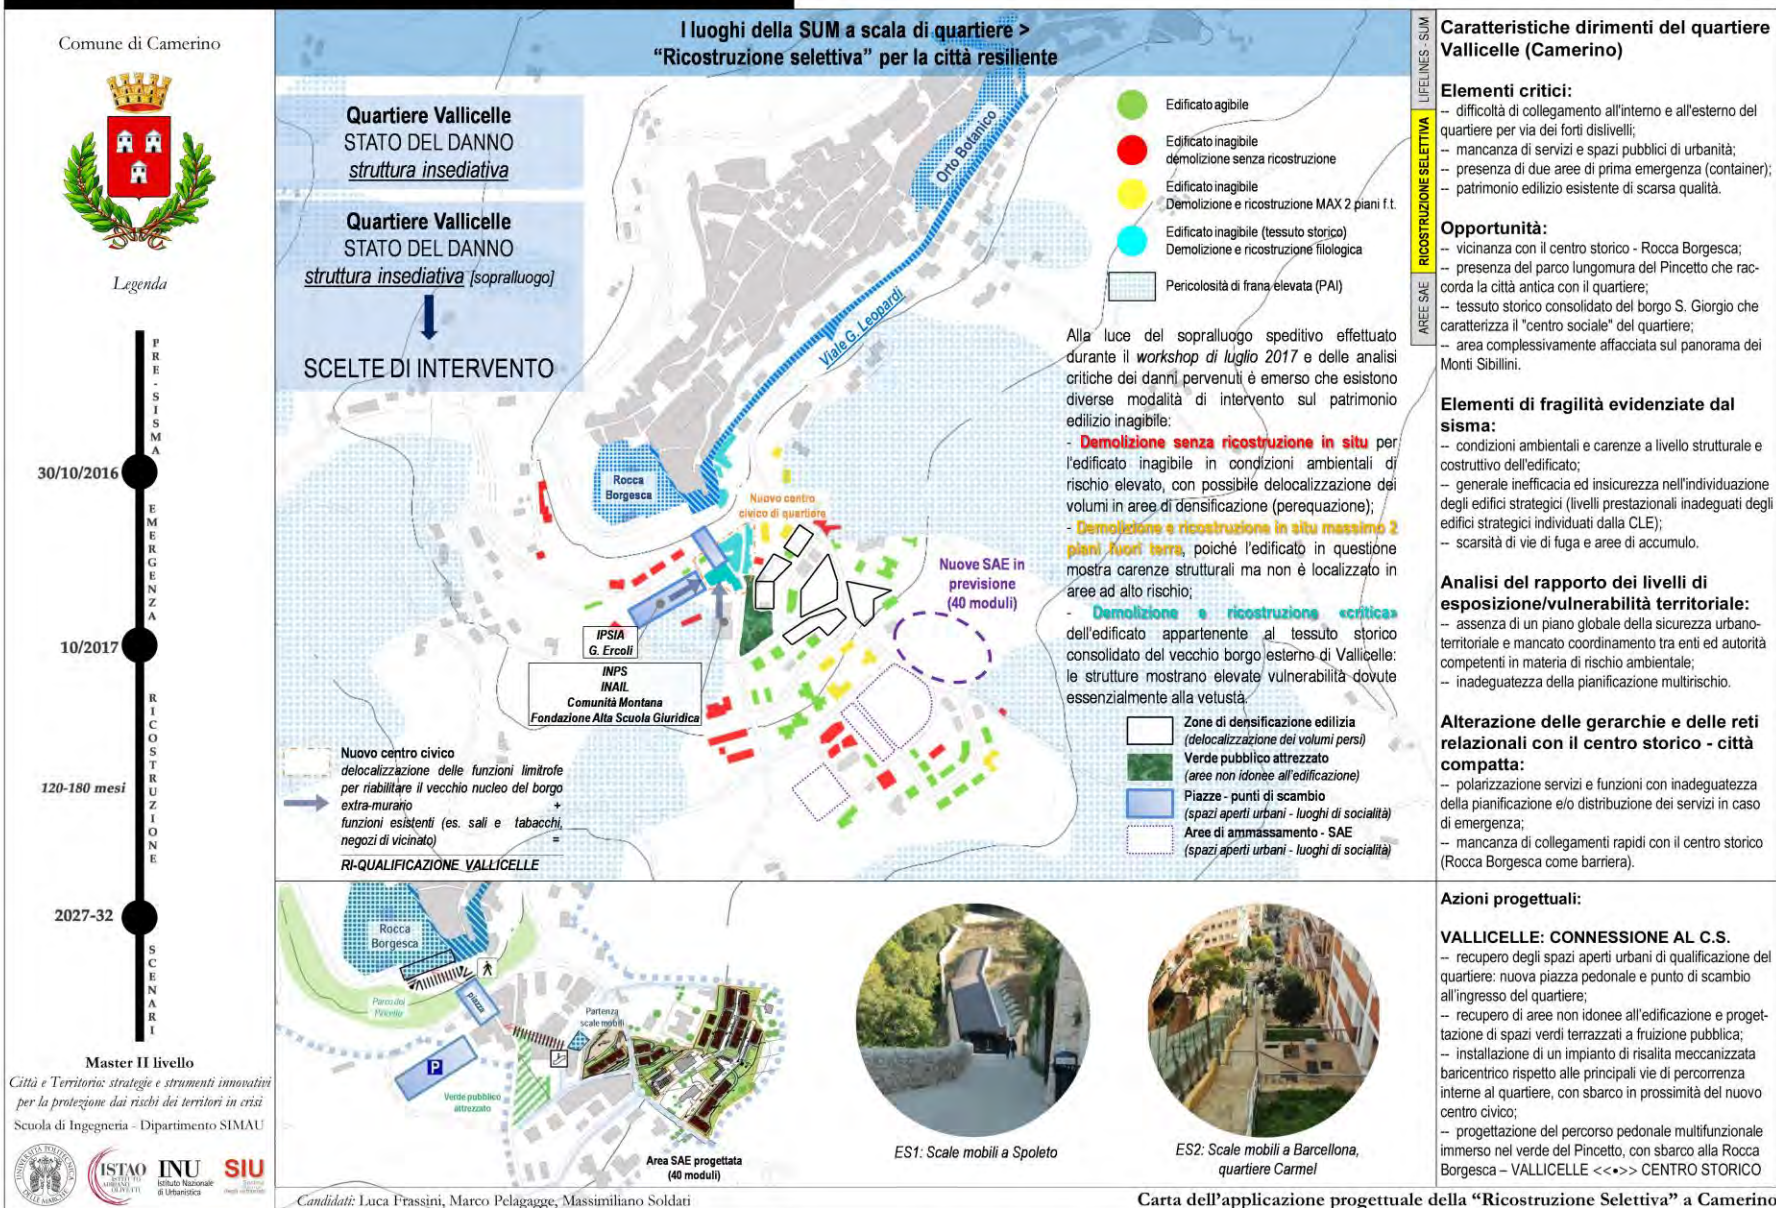 Comune di Camerino
Legenda
PRE-SISMA
30/10/2016
EMERGENZA
10/2017
RICOSTRUZIONE
120-180 mesi
2027-32
SCENARI
Master II livello
Città e Territorio: strategie e strumenti innovativi
per la protezione dai rischi dei territori in crisi
Scuola di Ingegneria - Dipartimento SIMAU
UNIVERSITÀ POLITECNICA
DELLE MARCHE
ISTAO
ISTITUTO
ADRIANO
OLIVETTI
INU
Istituto Nazionale
di Urbanistica
SIU
I luoghi della SUM a scala di quartiere >
“Ricostruzione selettiva” per la città resiliente
Quartiere Vallicelle
STATO DEL DANNO
struttura insediativa
Quartiere Vallicelle
STATO DEL DANNO
struttura insediativa [sopralluogo]
SCELTE DI INTERVENTO
Orto Botanico
Viale G. Leopardi
Rocca
Borgesca
Nuovo centro
civico di quartiere
Nuove SAE in
previsione
(40 moduli)
IPSIA
G. Ercoli
INPS
INAIL
Comunità Montana
Fondazione Alta Scuola Giuridica
Nuovo centro civico
delocalizzazione delle funzioni limitrofe
per riabilitare il vecchio nucleo del borgo
extra-murario +
funzioni esistenti (es. sali e tabacchi,
negozi di vicinato) =
RI-QUALIFICAZIONE VALLICELLE
Edificato agibile
Edificato inagibile
demolizione senza ricostruzione
Edificato inagibile
Demolizione e ricostruzione MAX 2 piani f.t.
Edificato inagibile (tessuto storico)
Demolizione e ricostruzione filologica
Pericolosità di frana elevata (PAI)
Alla luce del sopralluogo speditivo effettuato
durante il workshop di luglio 2017 e delle analisi
critiche dei danni pervenuti è emerso che esistono
diverse modalità di intervento sul patrimonio
edilizio inagibile:
- Demolizione senza ricostruzione in situ per
l'edificato inagibile in condizioni ambientali di
rischio elevato, con possibile delocalizzazione dei
volumi in aree di densificazione (perequazione);
- Demolizione e ricostruzione in situ massimo 2
piani fuori terra, poiché l'edificato in questione
mostra carenze strutturali ma non è localizzato in
aree ad alto rischio;
- Demolizione e ricostruzione «critica»
dell'edificato appartenente al tessuto storico
consolidato del vecchio borgo esterno di Vallicelle:
le strutture mostrano elevate vulnerabilità dovute
essenzialmente alla vetustà.
Zone di densificazione edilizia
(delocalizzazione dei volumi persi)
Verde pubblico attrezzato
(aree non idonee all'edificazione)
Piazze - punti di scambio
(spazi aperti urbani - luoghi di socialità)
Aree di ammassamento - SAE
(spazi aperti urbani - luoghi di socialità)
LIFELINES - SUM
RICOSTRUZIONE SELETTIVA
AREE SAE
Caratteristiche dirimenti del quartiere
Vallicelle (Camerino)
Elementi critici:
-- difficoltà di collegamento all'interno e all'esterno del
quartiere per via dei forti dislivelli;
-- mancanza di servizi e spazi pubblici di urbanità;
-- presenza di due aree di prima emergenza (container);
-- patrimonio edilizio esistente di scarsa qualità.
Opportunità:
-- vicinanza con il centro storico - Rocca Borgesca;
-- presenza del parco lungomura del Pincetto che rac-
corda la città antica con il quartiere;
-- tessuto storico consolidato del borgo S. Giorgio che
caratterizza il "centro sociale" del quartiere;
-- area complessivamente affacciata sul panorama dei
Monti Sibillini.
Elementi di fragilità evidenziate dal
sisma:
-- condizioni ambientali e carenze a livello strutturale e
costruttivo dell'edificato;
-- generale inefficacia ed insicurezza nell'individuazione
degli edifici strategici (livelli prestazionali inadeguati degli
edifici strategici individuati dalla CLE);
-- scarsità di vie di fuga e aree di accumulo.
Analisi del rapporto dei livelli di
esposizione/vulnerabilità territoriale:
-- assenza di un piano globale della sicurezza urbano-
territoriale e mancato coordinamento tra enti ed autorità
competenti in materia di rischio ambientale;
-- inadeguatezza della pianificazione multirischio.
Alterazione delle gerarchie e delle reti
relazionali con il centro storico - città
compatta:
-- polarizzazione servizi e funzioni con inadeguatezza
della pianificazione e/o distribuzione dei servizi in caso
di emergenza;
-- mancanza di collegamenti rapidi con il centro storico
(Rocca Borgesca come barriera).
Rocca
Borgesca
Parco del
Pincetto
piazza
P
Partenza
scale mobili
Verde pubblico
attrezzato
Area SAE progettata
(40 moduli)
ES1: Scale mobili a Spoleto
ES2: Scale mobili a Barcellona,
quartiere Carmel
Azioni progettuali:
VALLICELLE: CONNESSIONE AL C.S.
-- recupero degli spazi aperti urbani di qualificazione del
quartiere: nuova piazza pedonale e punto di scambio
all'ingresso del quartiere;
-- recupero di aree non idonee all'edificazione e proget-
tazione di spazi verdi terrazzati a fruizione pubblica;
-- installazione di un impianto di risalita meccanizzata
baricentrico rispetto alle principali vie di percorrenza
interne al quartiere, con sbarco in prossimità del nuovo
centro civico;
-- progettazione del percorso pedonale multifunzionale
immerso nel verde del Pincetto, con sbarco alla Rocca
Borgesca – VALLICELLE <<•>> CENTRO STORICO
Candidati: Luca Frassini, Marco Pelagagge, Massimiliano Soldati
Carta dell'applicazione progettuale della “Ricostruzione Selettiva” a Camerino